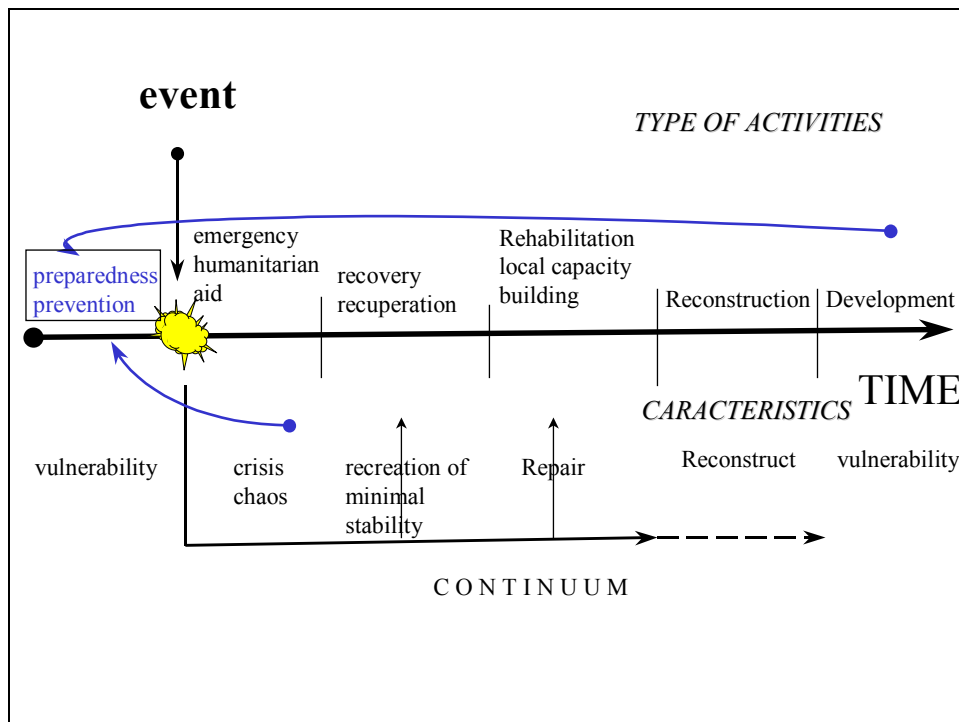 event
TYPE OF ACTIVITIES
preparedness
prevention
emergency
humanitarian
aid
recovery
recuperation
Rehabilitation
local capacity
building
Reconstruction
Development
TIME
CARACTERISTICS
vulnerability
crisis
chaos
recreation of
minimal
stability
Repair
Reconstruct
vulnerability
C O N T I N U U M